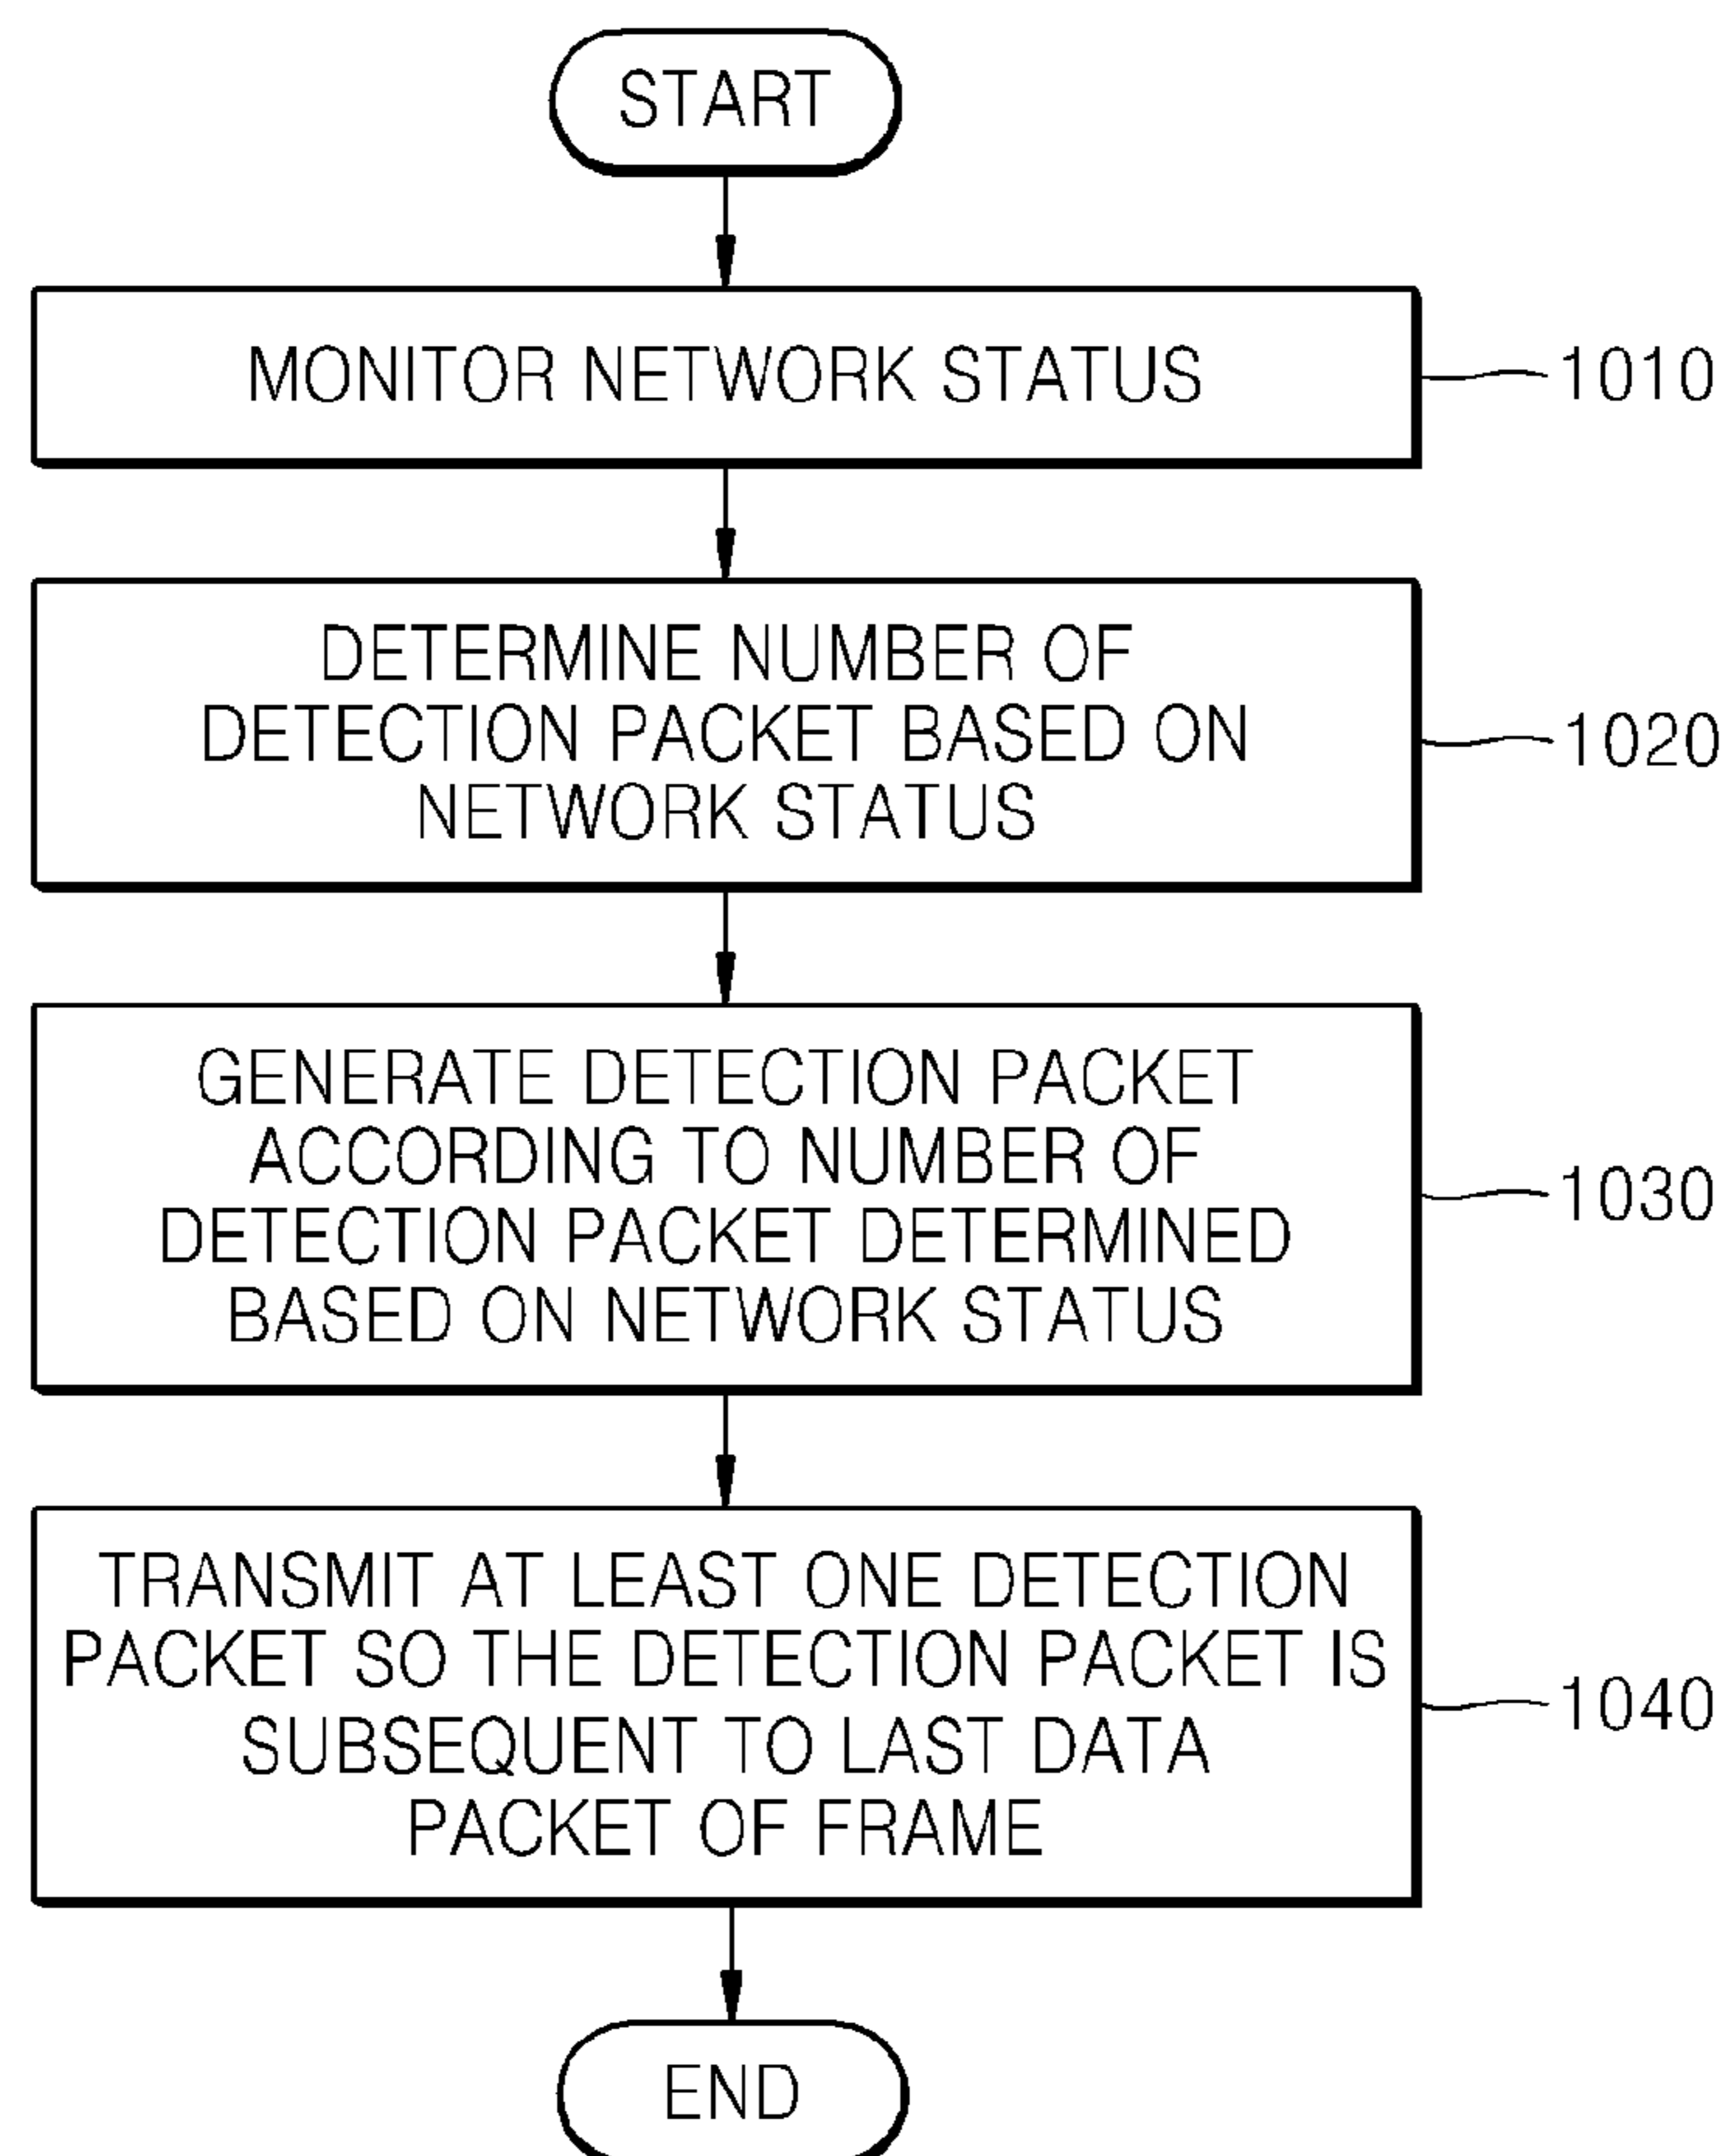 START
MONITOR NETWORK STATUS
1010
DETERMINE NUMBER OF
DETECTION PACKET BASED ON
NETWORK STATUS
1020
GENERATE DETECTION PACKET
ACCORDING TO NUMBER OF
DETECTION PACKET DETERMINED
BASED ON NETWORK STATUS
1030
TRANSMIT AT LEAST ONE DETECTION
PACKET SO THE DETECTION PACKET IS
SUBSEQUENT TO LAST DATA
PACKET OF FRAME
1040
END